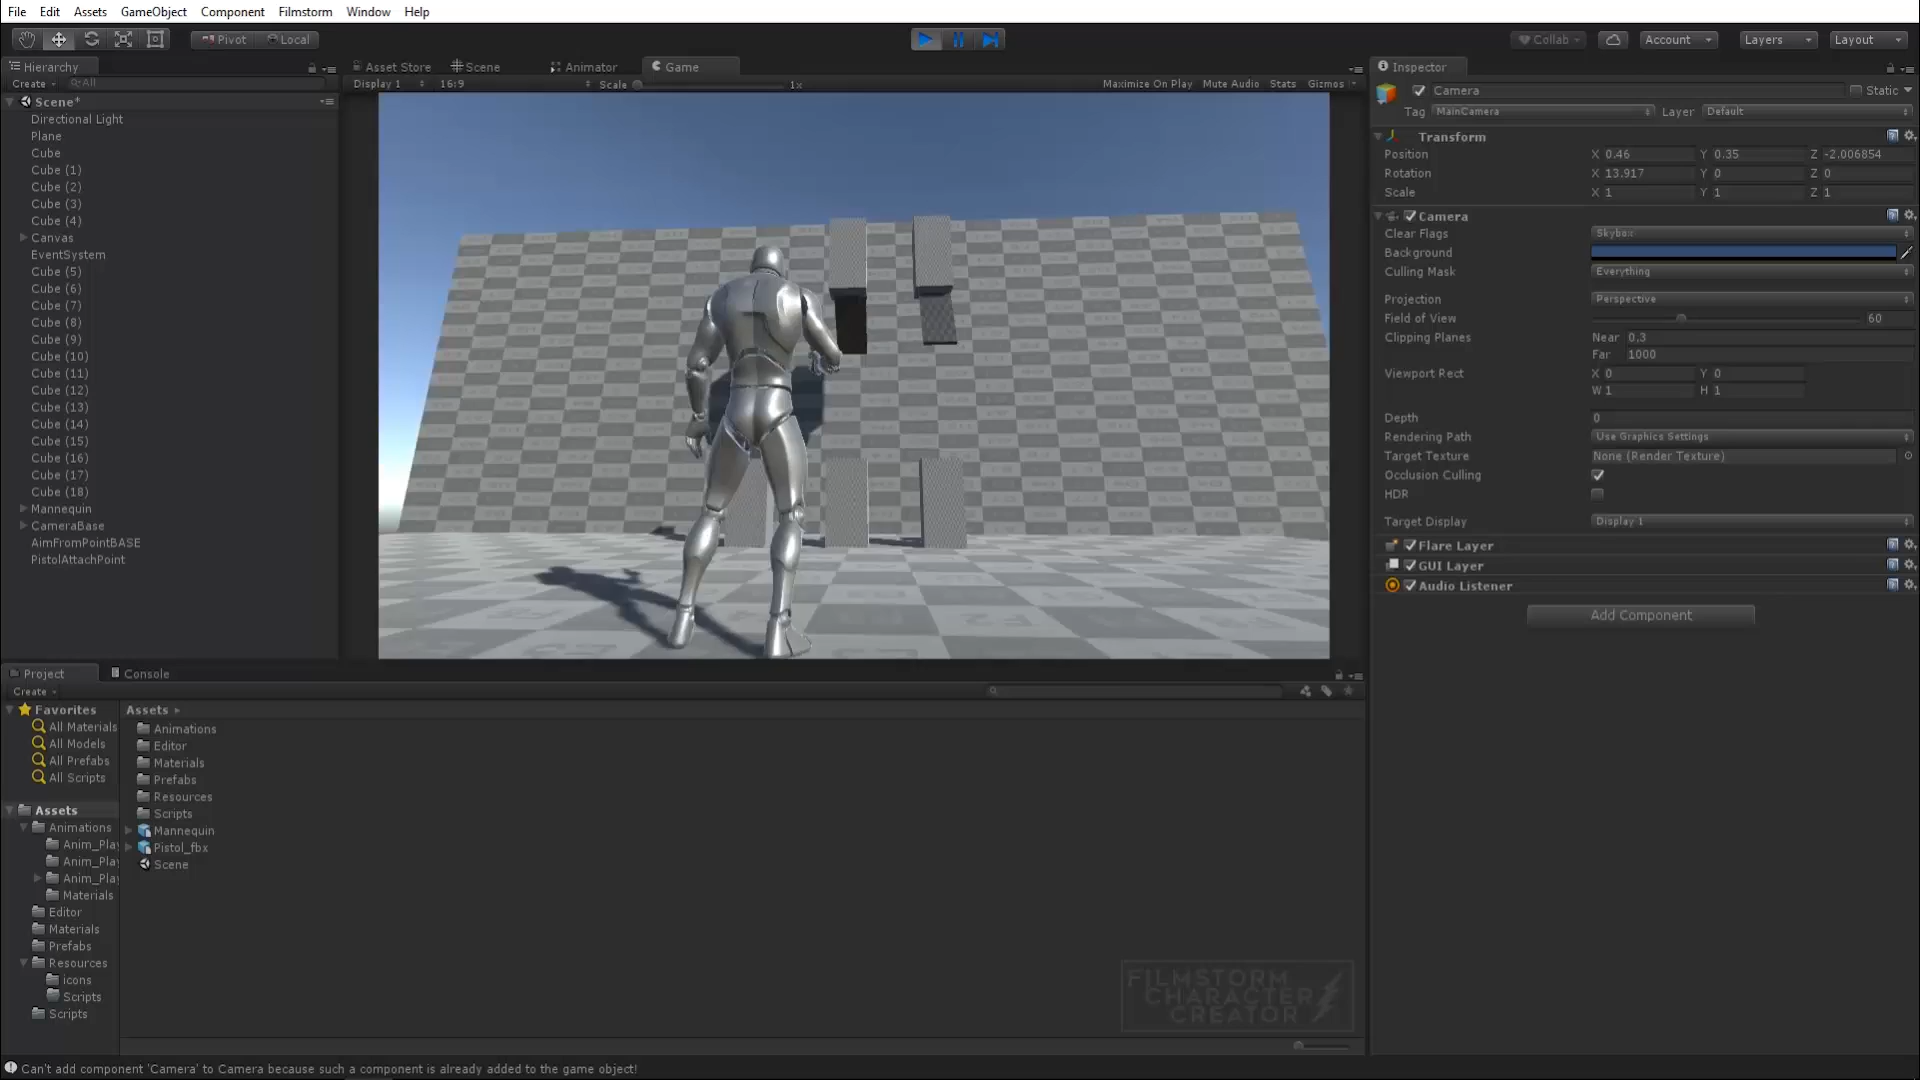 File Edit Assets GameObject Component Filmstorm Window Help
Pivot Local
Collab Account Layers Layout
Hierarchy
Create All
Scene*
Directional Light
Plane
Cube
Cube (1)
Cube (2)
Cube (3)
Cube (4)
Canvas
EventSystem
Cube (5)
Cube (6)
Cube (7)
Cube (8)
Cube (9)
Cube (10)
Cube (11)
Cube (12)
Cube (13)
Cube (14)
Cube (15)
Cube (16)
Cube (17)
Cube (18)
Mannequin
CameraBase
AimFromPointBASE
PistolAttachPoint
Asset Store Scene Animator Game
Display 1 16:9 Scale 1x Maximize On Play Mute Audio Stats Gizmos
Inspector
Camera Static
Tag MainCamera Layer Default
Transform
Position X 0.46 Y 0.35 Z -2.006854
Rotation X 13.917 Y 0 Z 0
Scale X 1 Y 1 Z 1
Camera
Clear Flags Skybox
Background
Culling Mask Everything
Projection Perspective
Field of View 60
Clipping Planes Near 0.3
Far 1000
Viewport Rect X 0 Y 0
W 1 H 1
Depth 0
Rendering Path Use Graphics Settings
Target Texture None (Render Texture)
Occlusion Culling
HDR
Target Display Display 1
Flare Layer
GUI Layer
Audio Listener
Add Component
Project Console
Create
Favorites
All Materials
All Models
All Prefabs
All Scripts
Assets
Animations
Anim_Play
Anim_Play
Anim_Play
Materials
Editor
Materials
Prefabs
Resources
icons
Scripts
Scripts
Assets
Animations
Editor
Materials
Prefabs
Resources
Scripts
Mannequin
Pistol_fbx
Scene
FILMSTORM
CHARACTER
CREATOR
Can't add component 'Camera' to Camera because such a component is already added to the game object!